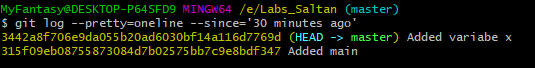 MyFantasy@DESKTOP-P64SFD9 MINGW64 /e/Labs_Saltan (master)
$ git log --pretty=oneline --since='30 minutes ago'
3442a8f706e9da055b20ad6030bf14a116d7769d (HEAD -> master) Added variabe x
315f09eb08755873084d7b02575bb7c9e8bdf347 Added main